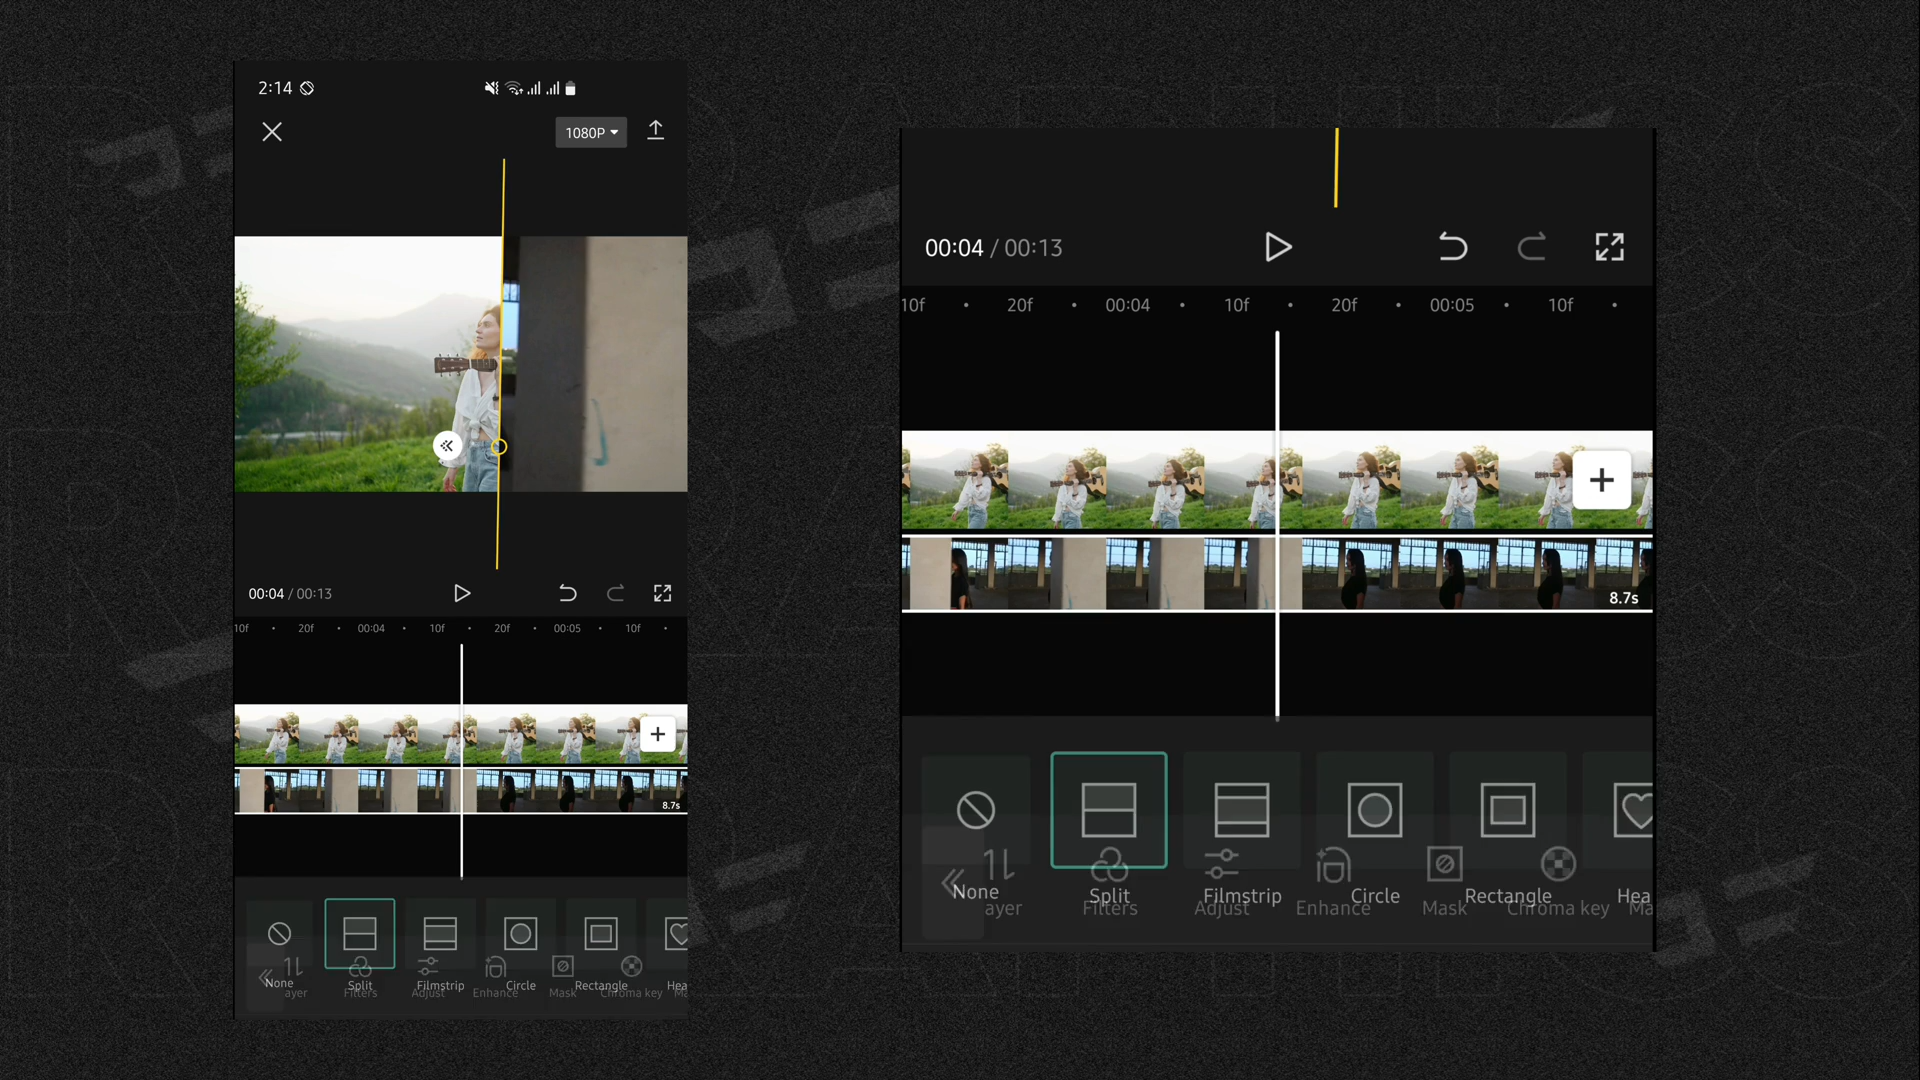 2:14
1080P
00:04 / 00:13
10f 20f 00:04 10f 20f 00:05 10f
8.7s
None Split Filmstrip Circle Rectangle Hea
ayer Filters Adjust Enhance Mask Chroma key Ma
00:04 / 00:13
10f 20f 00:04 10f 20f 00:05 10f
8.7s
None Split Filmstrip Circle Rectangle Hea
ayer Filters Adjust Enhance Mask Chroma key Ma